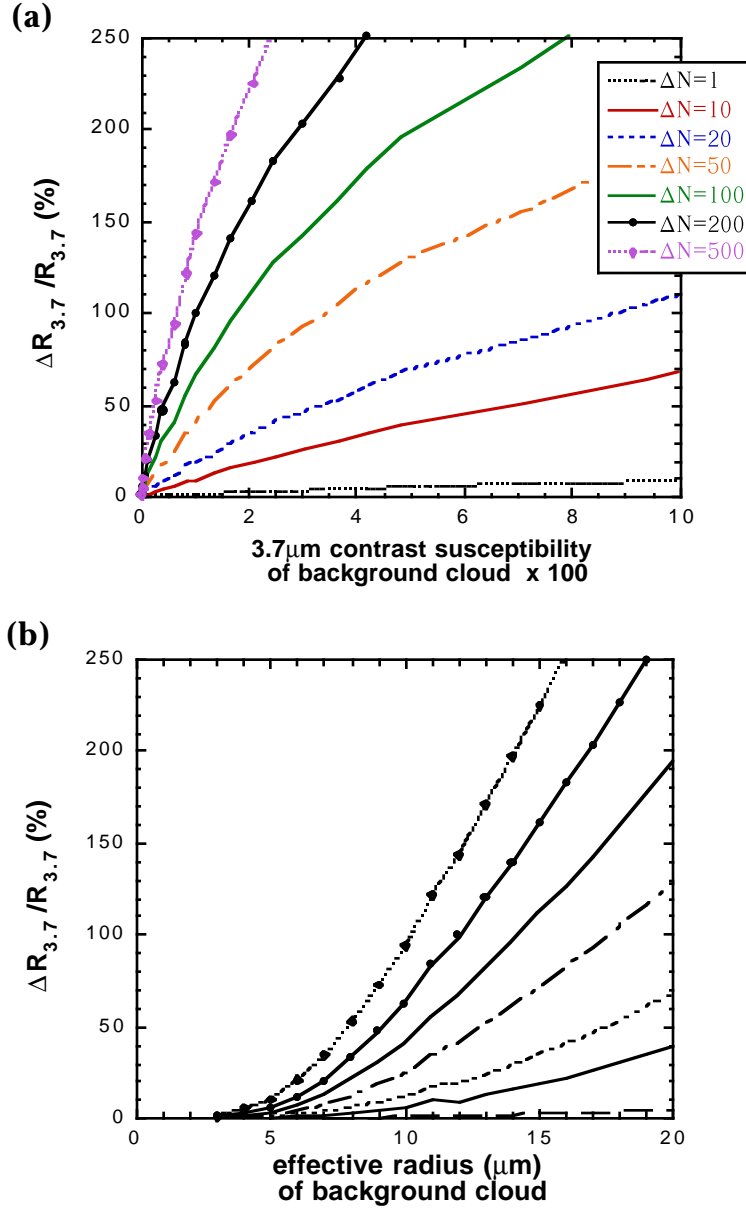 (a)
250
200
150
100
50
0
ΔR3.7 /R3.7 (%)
ΔN=1
ΔN=10
ΔN=20
ΔN=50
ΔN=100
ΔN=200
ΔN=500
0 2 4 6 8 10
3.7μm contrast susceptibility
of background cloud x 100
(b)
250
200
150
100
50
0
ΔR3.7 /R3.7 (%)
0 5 10 15 20
effective radius (μm)
of background cloud